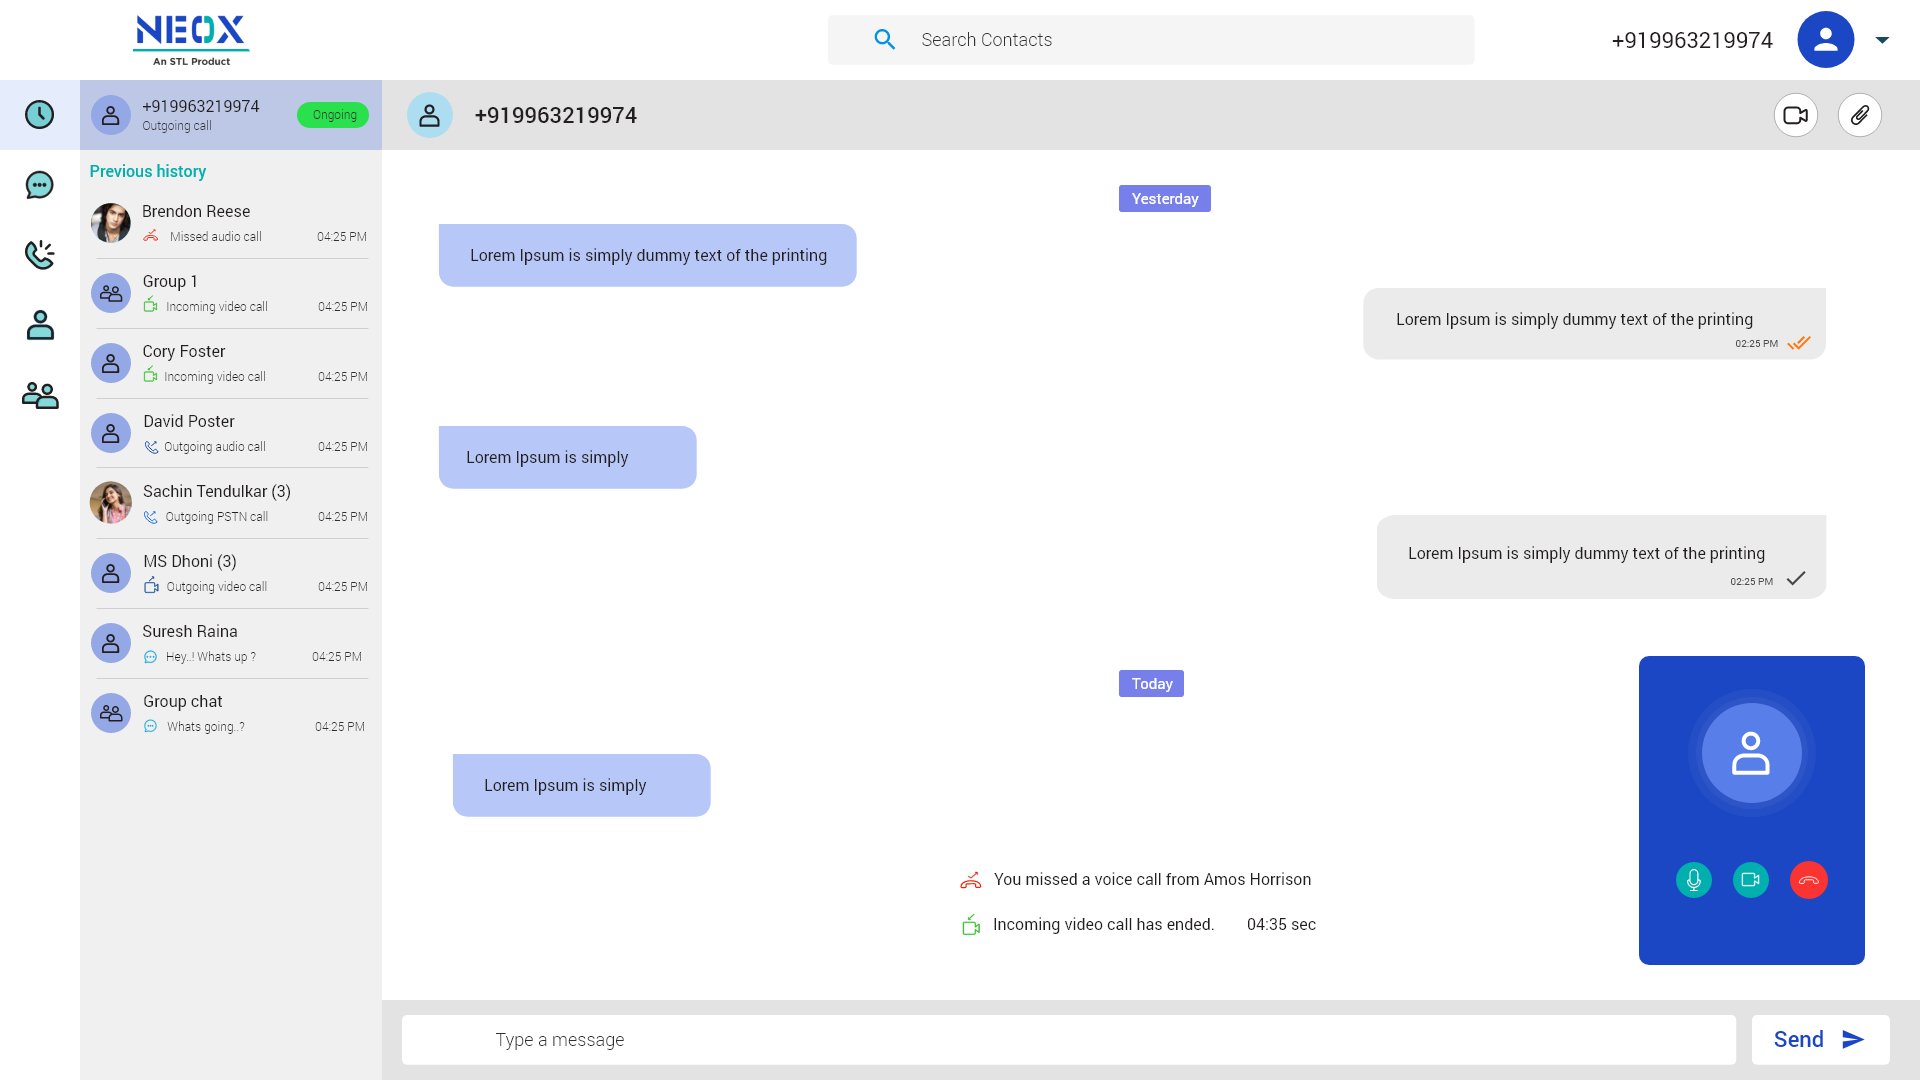 NEOX
An STL Product
Search Contacts
+919963219974
+919963219974
Outgoing call
Ongoing
+919963219974
Previous history
Brendon Reese
Missed audio call 04:25 PM
Group 1
Incoming video call 04:25 PM
Cory Foster
Incoming video call 04:25 PM
David Poster
Outgoing audio call 04:25 PM
Sachin Tendulkar (3)
Outgoing PSTN call 04:25 PM
MS Dhoni (3)
Outgoing video call 04:25 PM
Suresh Raina
Hey..! Whats up ? 04:25 PM
Group chat
Whats going..? 04:25 PM
Yesterday
Lorem Ipsum is simply dummy text of the printing
Lorem Ipsum is simply dummy text of the printing
02:25 PM
Lorem Ipsum is simply
Lorem Ipsum is simply dummy text of the printing
02:25 PM
Today
Lorem Ipsum is simply
You missed a voice call from Amos Horrison
Incoming video call has ended. 04:35 sec
Type a message
Send